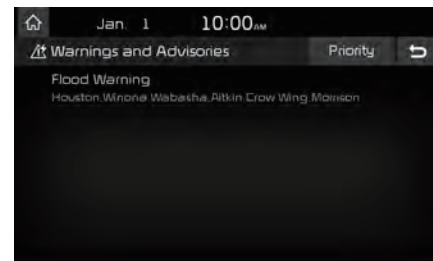 Jan. 1 10:00AM
Warnings and Advisories Priority
Flood Warning
Houston,Winona,Wabasha,Aitkin,Crow Wing,Morrison